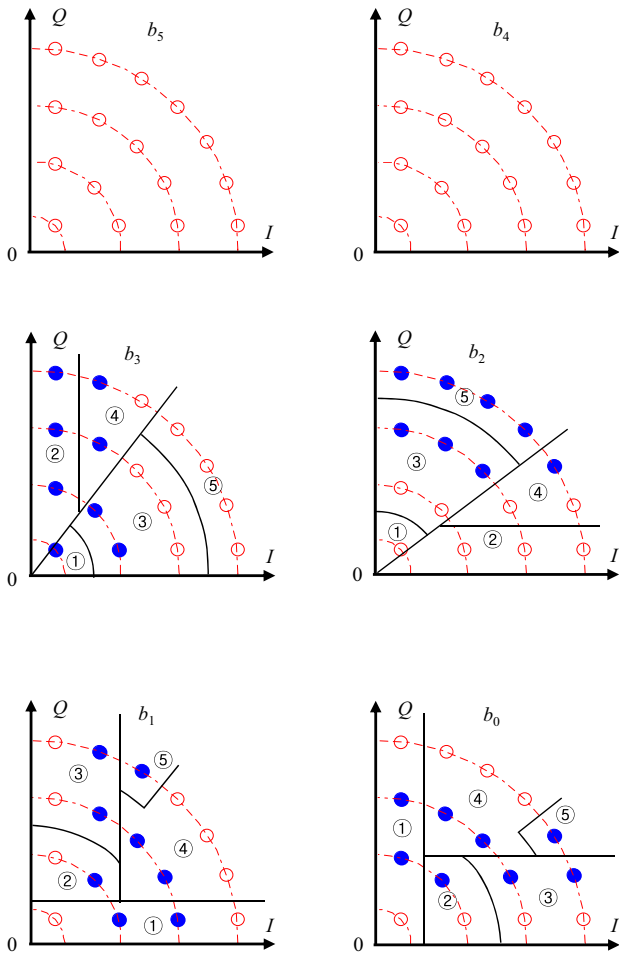 Q b5
0 I
Q b4
0 I
Q b3
④
②
⑤
③
①
0 I
Q b2
⑤
③
④
①
②
0 I
Q b1
③ ⑤
④
②
①
0 I
Q b0
④
① ⑤
② ③
0 I